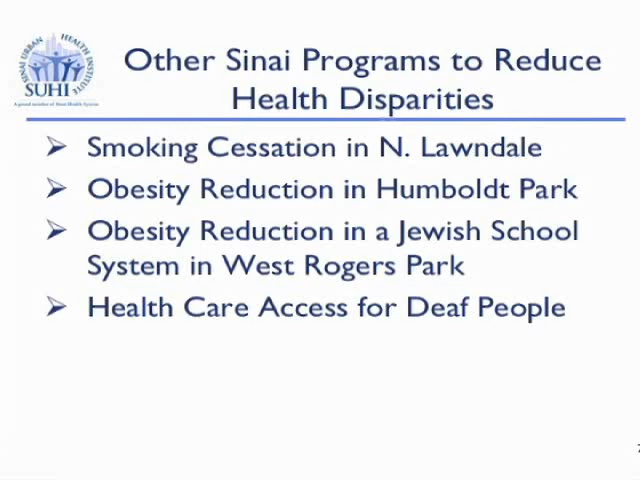 SINAI URBAN HEALTH INSTITUTE
SUHI
Other Sinai Programs to Reduce
Health Disparities
➢ Smoking Cessation in N. Lawndale
➢ Obesity Reduction in Humboldt Park
➢ Obesity Reduction in a Jewish School
System in West Rogers Park
➢ Health Care Access for Deaf People